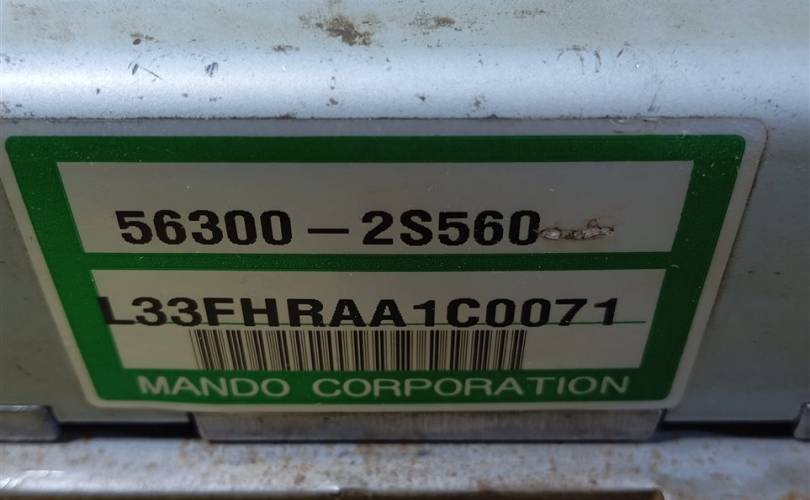 56300-2S560
L33FHRAA1C0071
MANDO CORPORATION